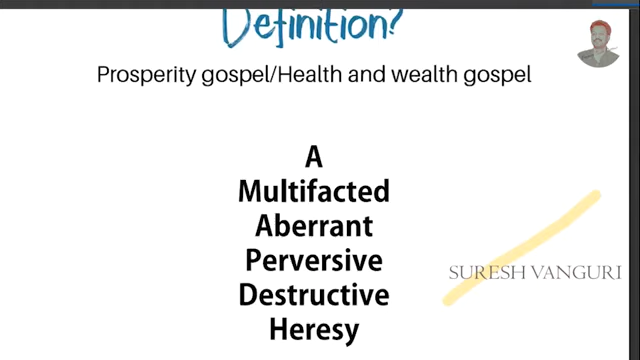 Definition?
Prosperity gospel/Health and wealth gospel
A
Multifacted
Aberrant
Perversive
Destructive
Heresy
SURESH VANGURI